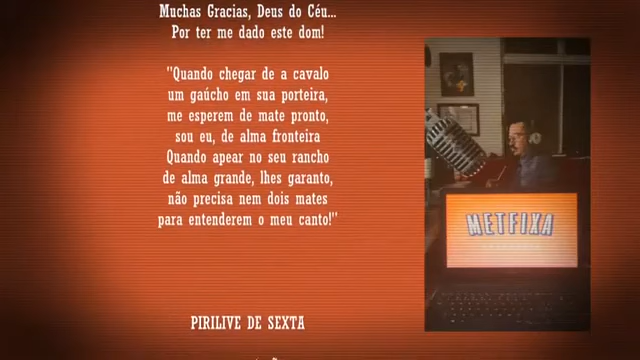 Muchas Gracias, Deus do Céu...
Por ter me dado este dom!
"Quando chegar de a cavalo
um gaúcho em sua porteira,
me esperem de mate pronto,
sou eu, de alma fronteira
Quando apear no seu rancho
de alma grande, lhes garanto,
não precisa nem dois mates
para entenderem o meu canto!"
PIRILIVE DE SEXTA
METFIXA